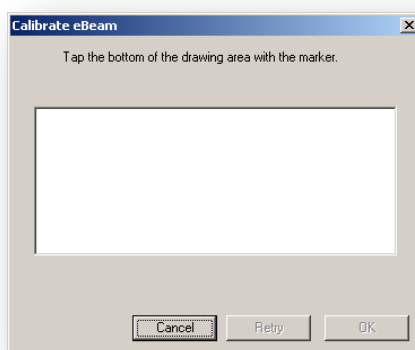 Calibrate eBeam
Tap the bottom of the drawing area with the marker.
Cancel
Retry
OK